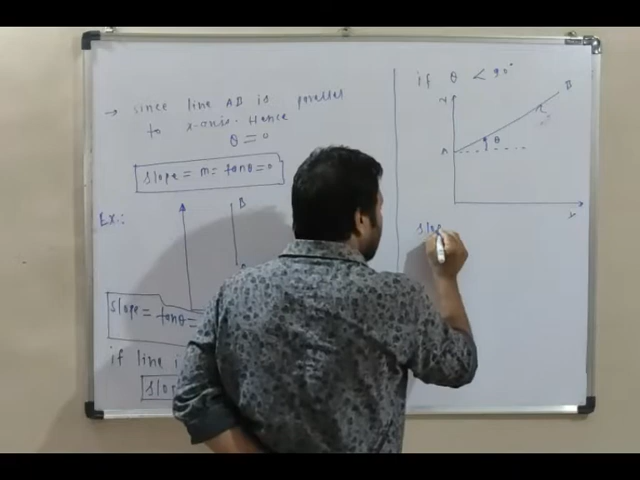 → since line AB is parallel
to x-axis. Hence
θ = 0
slope = m = tanθ = 0
Ex.:
B
slope = tanθ =
if line i
slo
if θ < 90°
Y
B
A
θ
X
slop